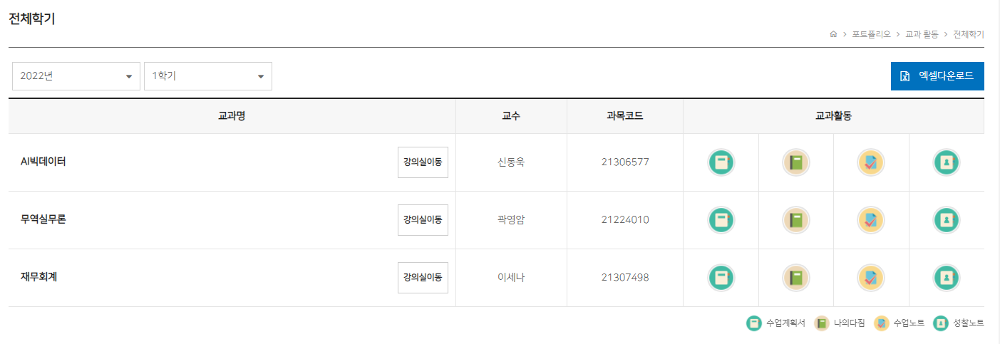 전체학기
포트폴리오 > 교과 활동 > 전체학기
2022년 1학기 엑셀다운로드
교과명 교수 과목코드 교과활동
AI빅데이터 강의실이동 신동욱 21306577
무역실무론 강의실이동 곽영암 21224010
재무회계 강의실이동 이세나 21307498
수업계획서 나의다짐 수업노트 성찰노트